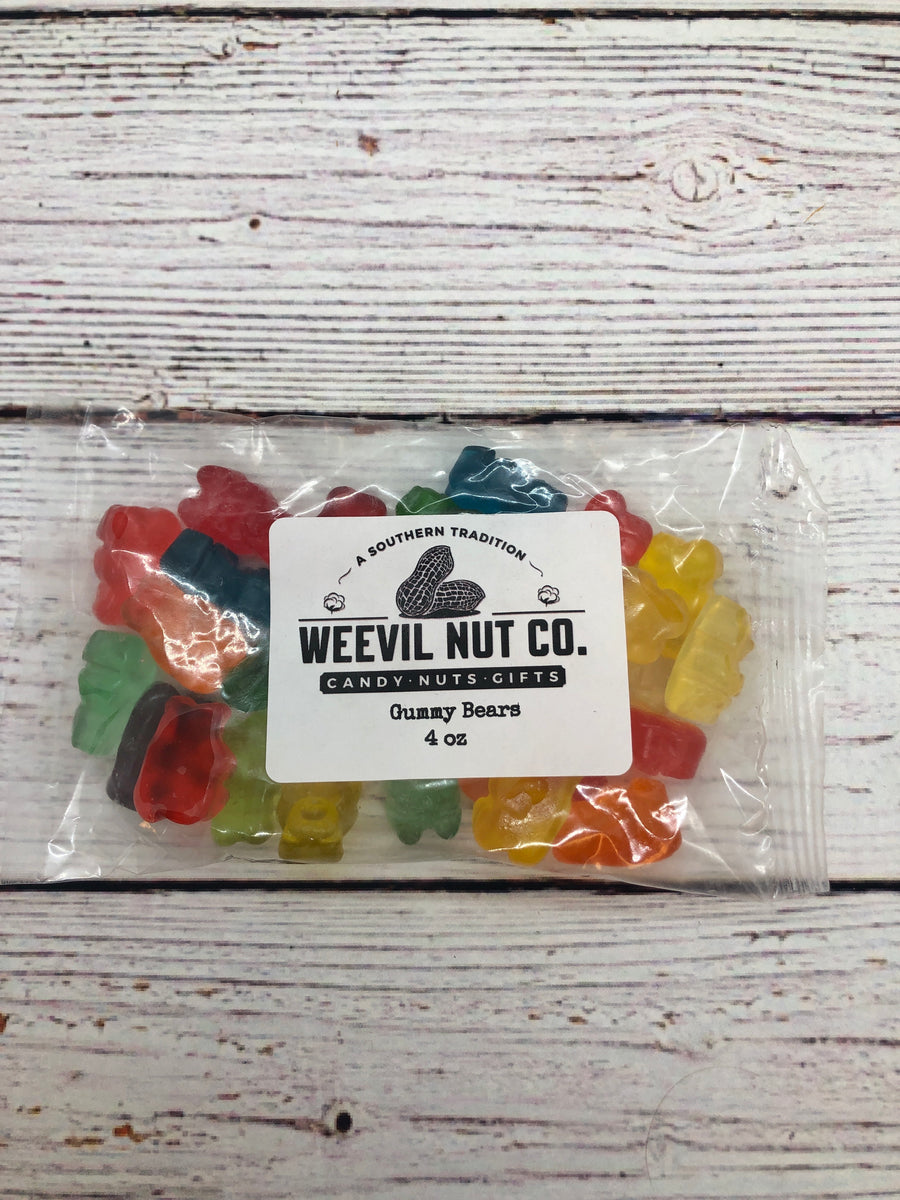 A SOUTHERN TRADITION
WEEVIL NUT CO.
CANDY·NUTS·GIFTS
Gummy Bears
4 oz